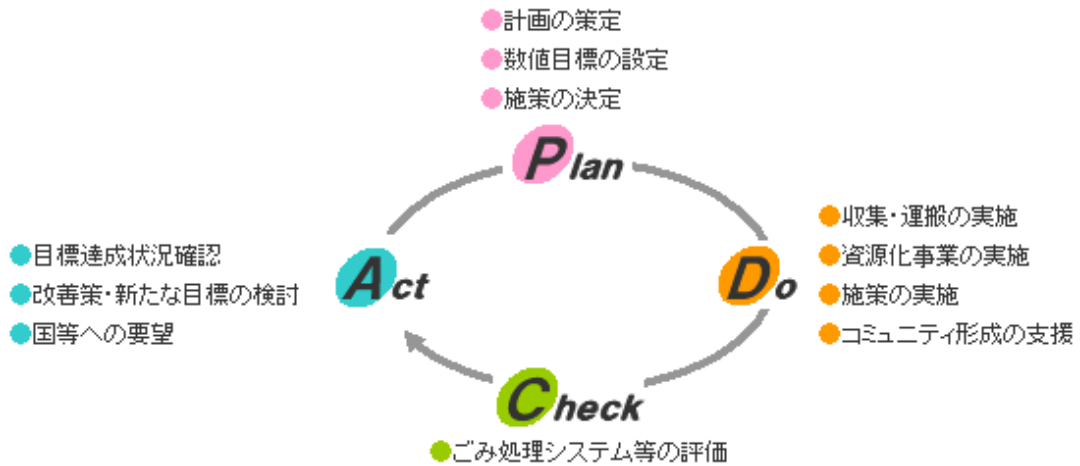 ●計画の策定
●数値目標の設定
●施策の決定
Plan
●収集・運搬の実施
●資源化事業の実施
●施策の実施
●コミュニティ形成の支援
Do
Check
●ごみ処理システム等の評価
Act
●目標達成状況確認
●改善策・新たな目標の検討
●国等への要望